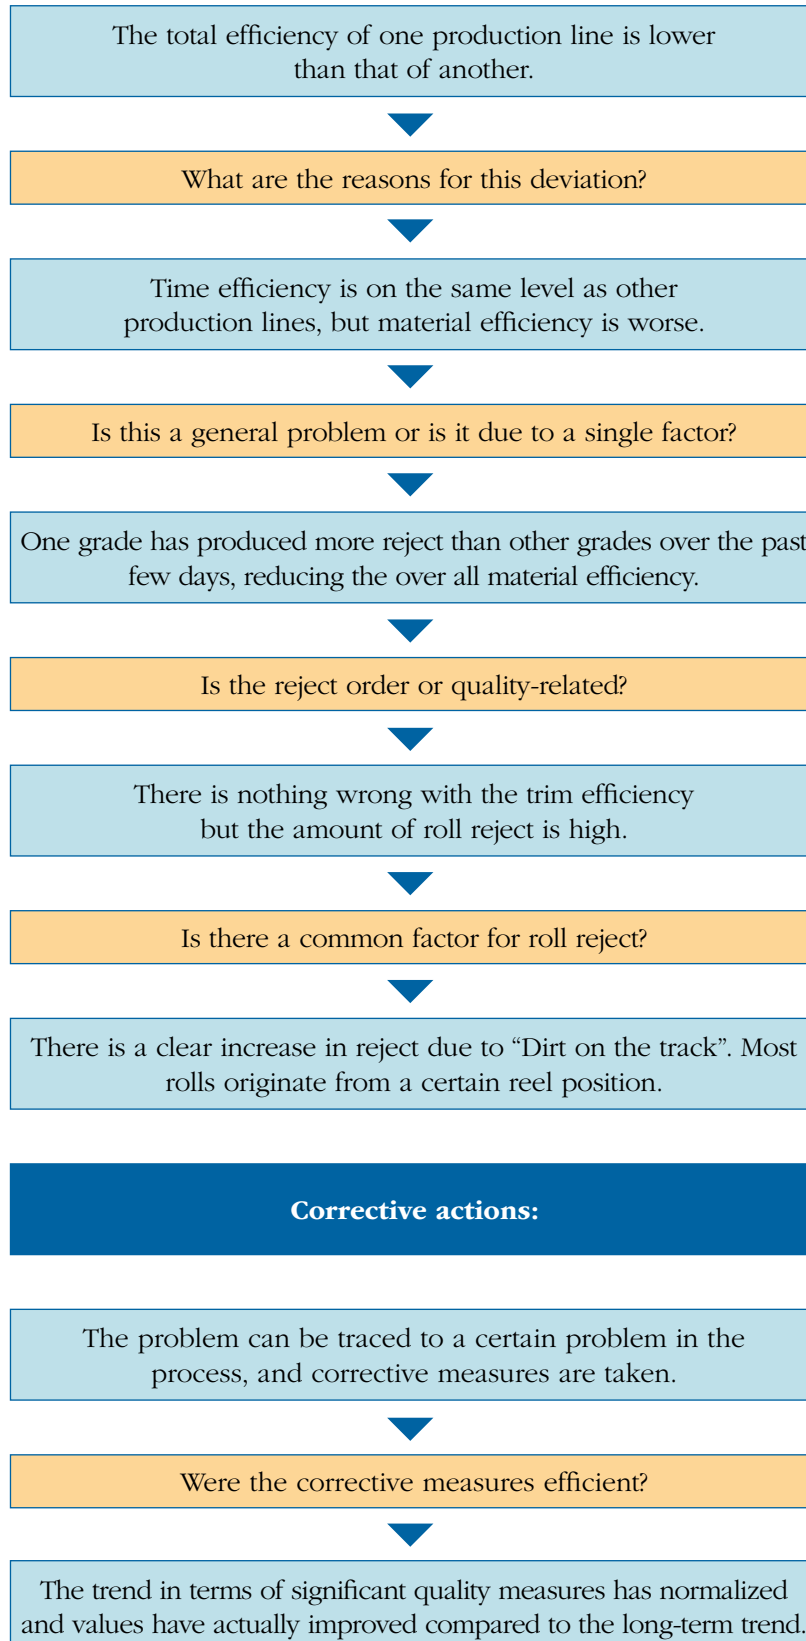 The total efficiency of one production line is lower
than that of another.
What are the reasons for this deviation?
Time efficiency is on the same level as other
production lines, but material efficiency is worse.
Is this a general problem or is it due to a single factor?
One grade has produced more reject than other grades over the past
few days, reducing the over all material efficiency.
Is the reject order or quality-related?
There is nothing wrong with the trim efficiency
but the amount of roll reject is high.
Is there a common factor for roll reject?
There is a clear increase in reject due to “Dirt on the track”. Most
rolls originate from a certain reel position.
Corrective actions:
The problem can be traced to a certain problem in the
process, and corrective measures are taken.
Were the corrective measures efficient?
The trend in terms of significant quality measures has normalized
and values have actually improved compared to the long-term trend.